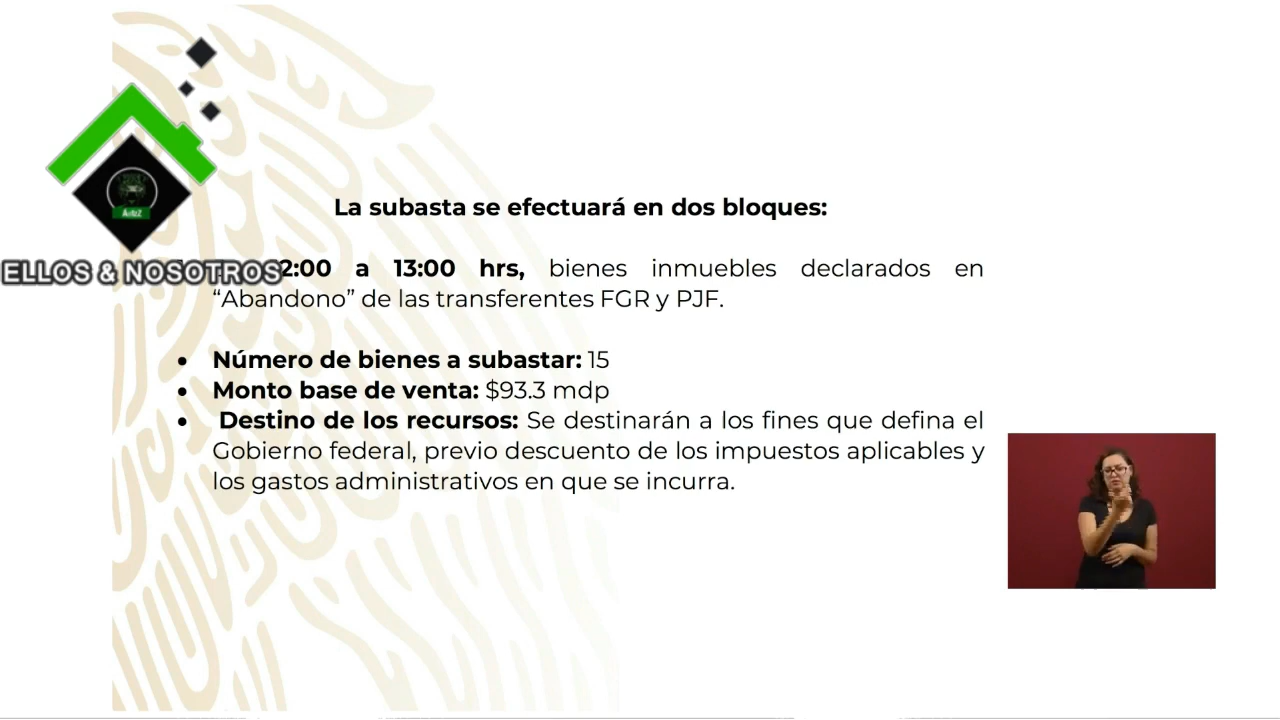 La subasta se efectuará en dos bloques:
ELLOS & NOSOTROS
2:00 a 13:00 hrs, bienes inmuebles declarados en
“Abandono” de las transferentes FGR y PJF.
• Número de bienes a subastar: 15
• Monto base de venta: $93.3 mdp
• Destino de los recursos: Se destinarán a los fines que defina el
Gobierno federal, previo descuento de los impuestos aplicables y
los gastos administrativos en que se incurra.